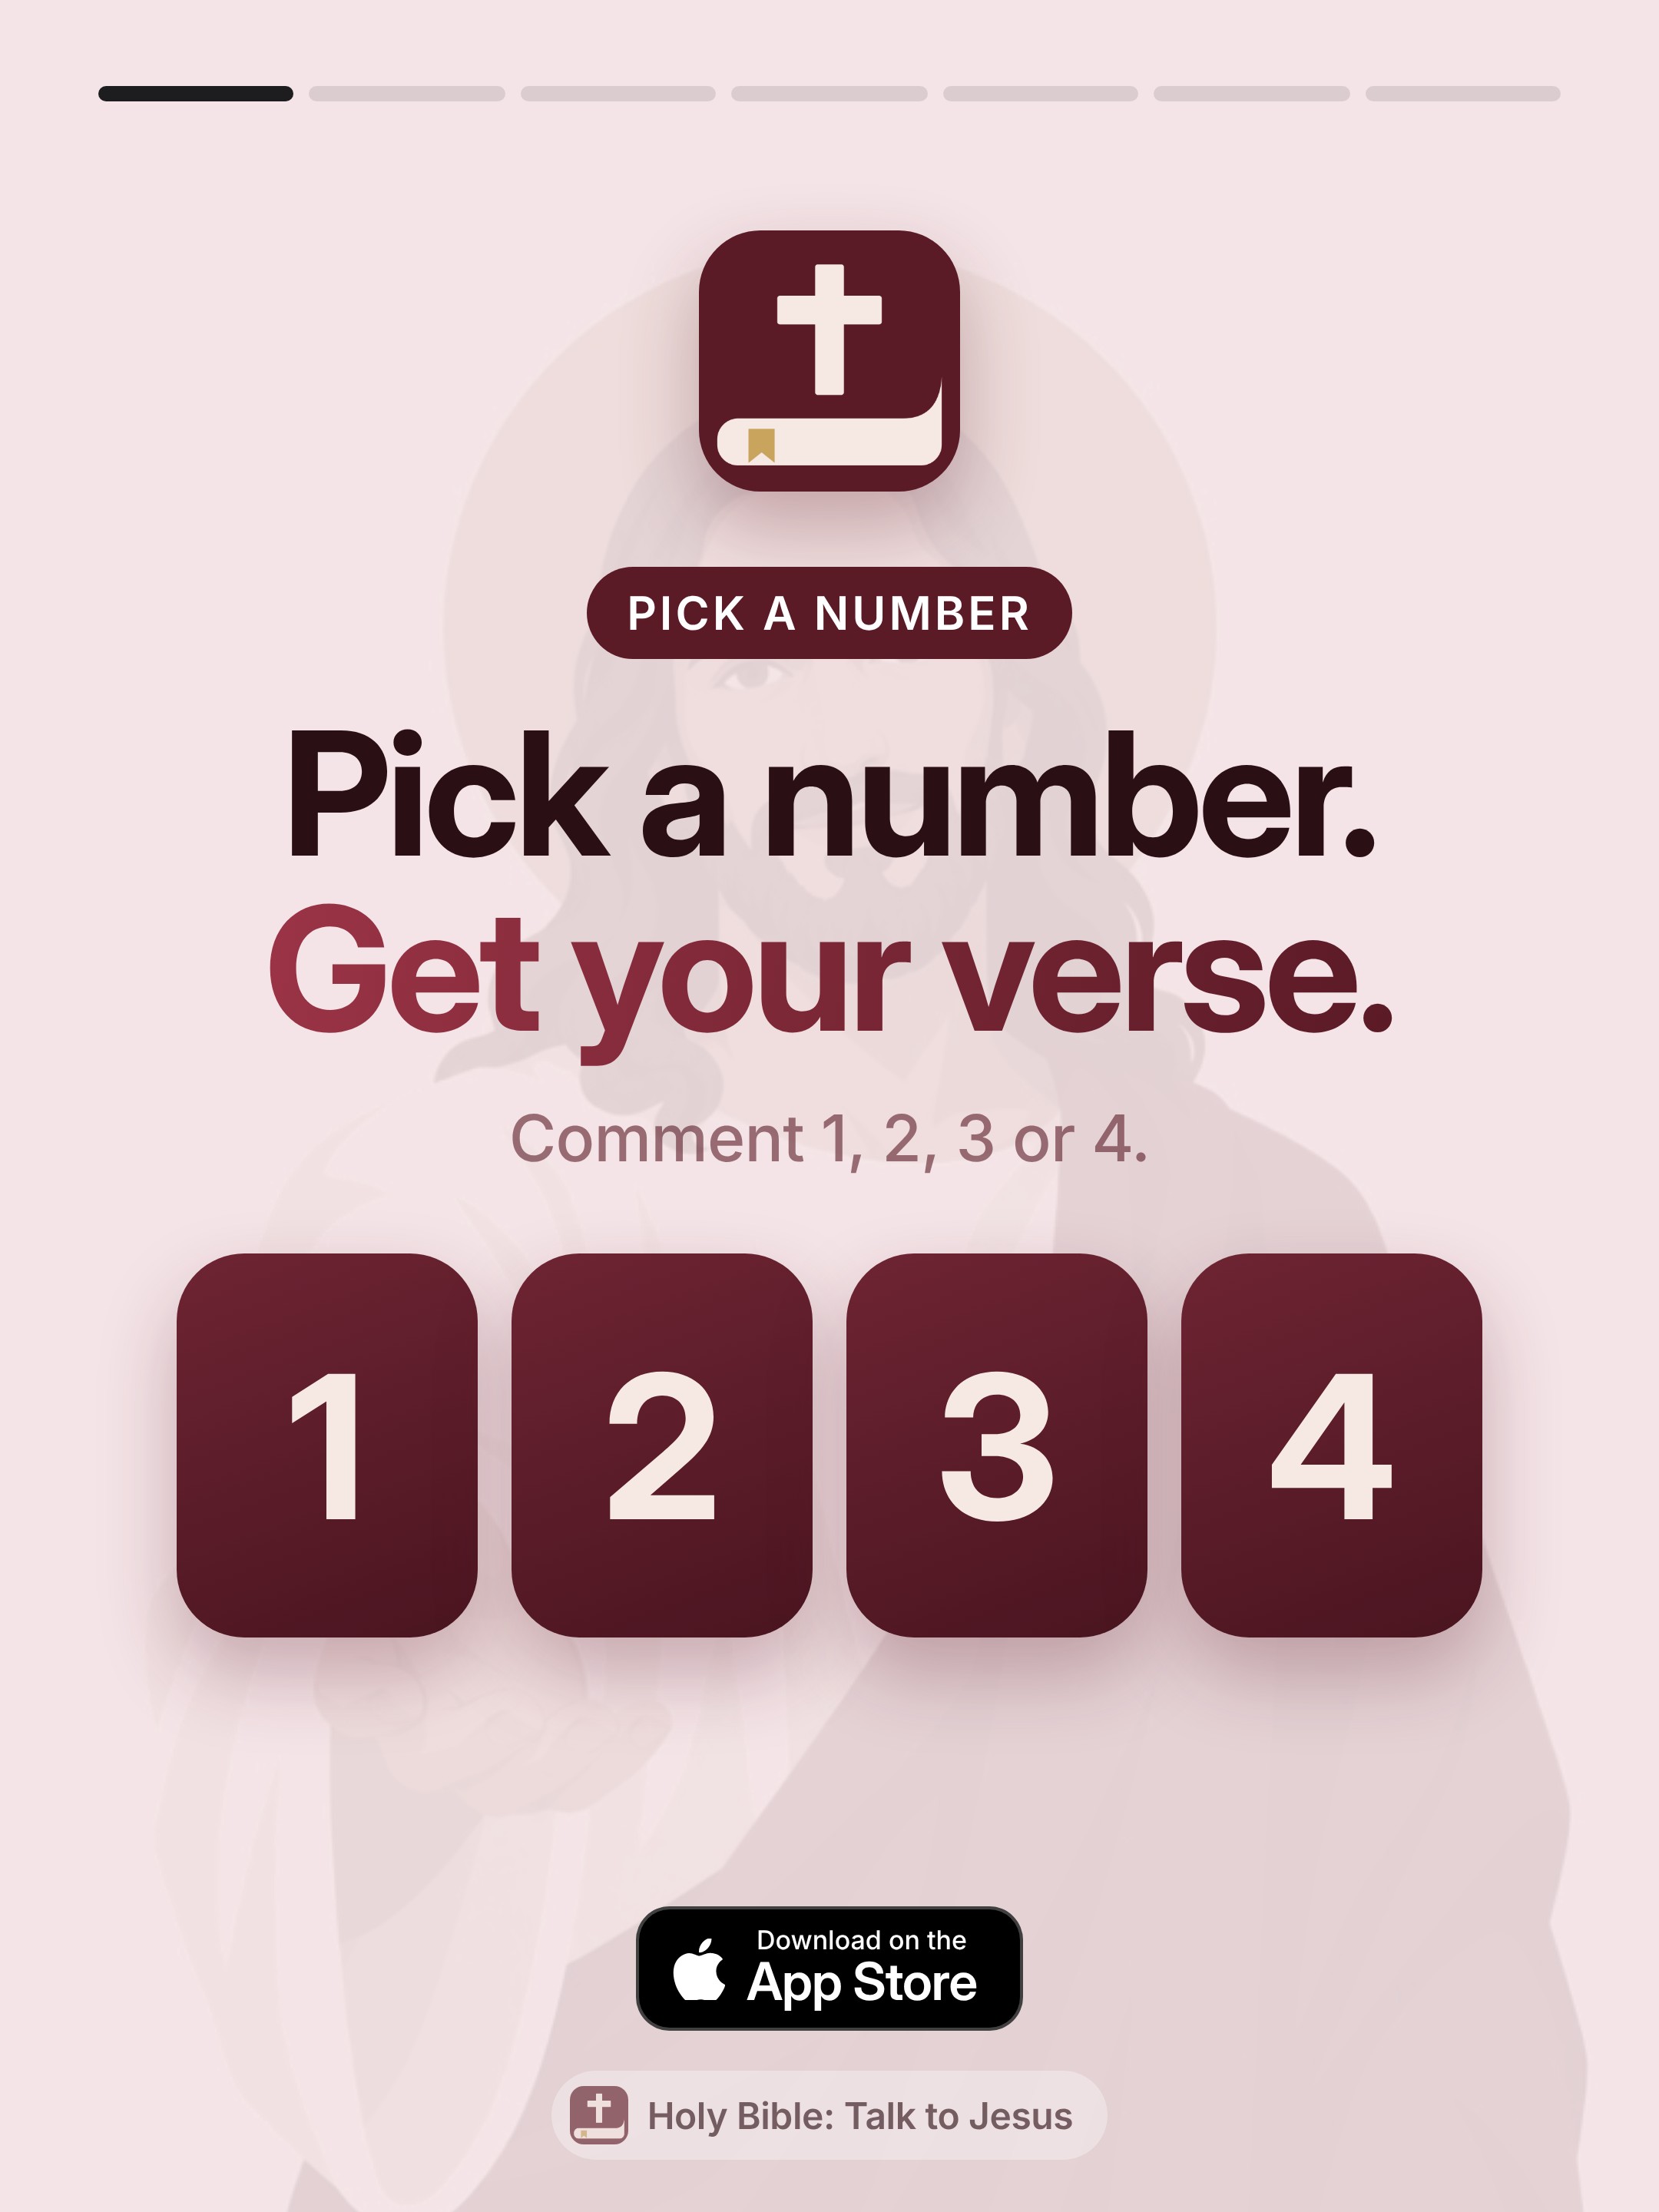 PICK A NUMBER
Pick a number.
Get your verse.
Comment 1, 2, 3 or 4.
1 2 3 4
Download on the
App Store
Holy Bible: Talk to Jesus